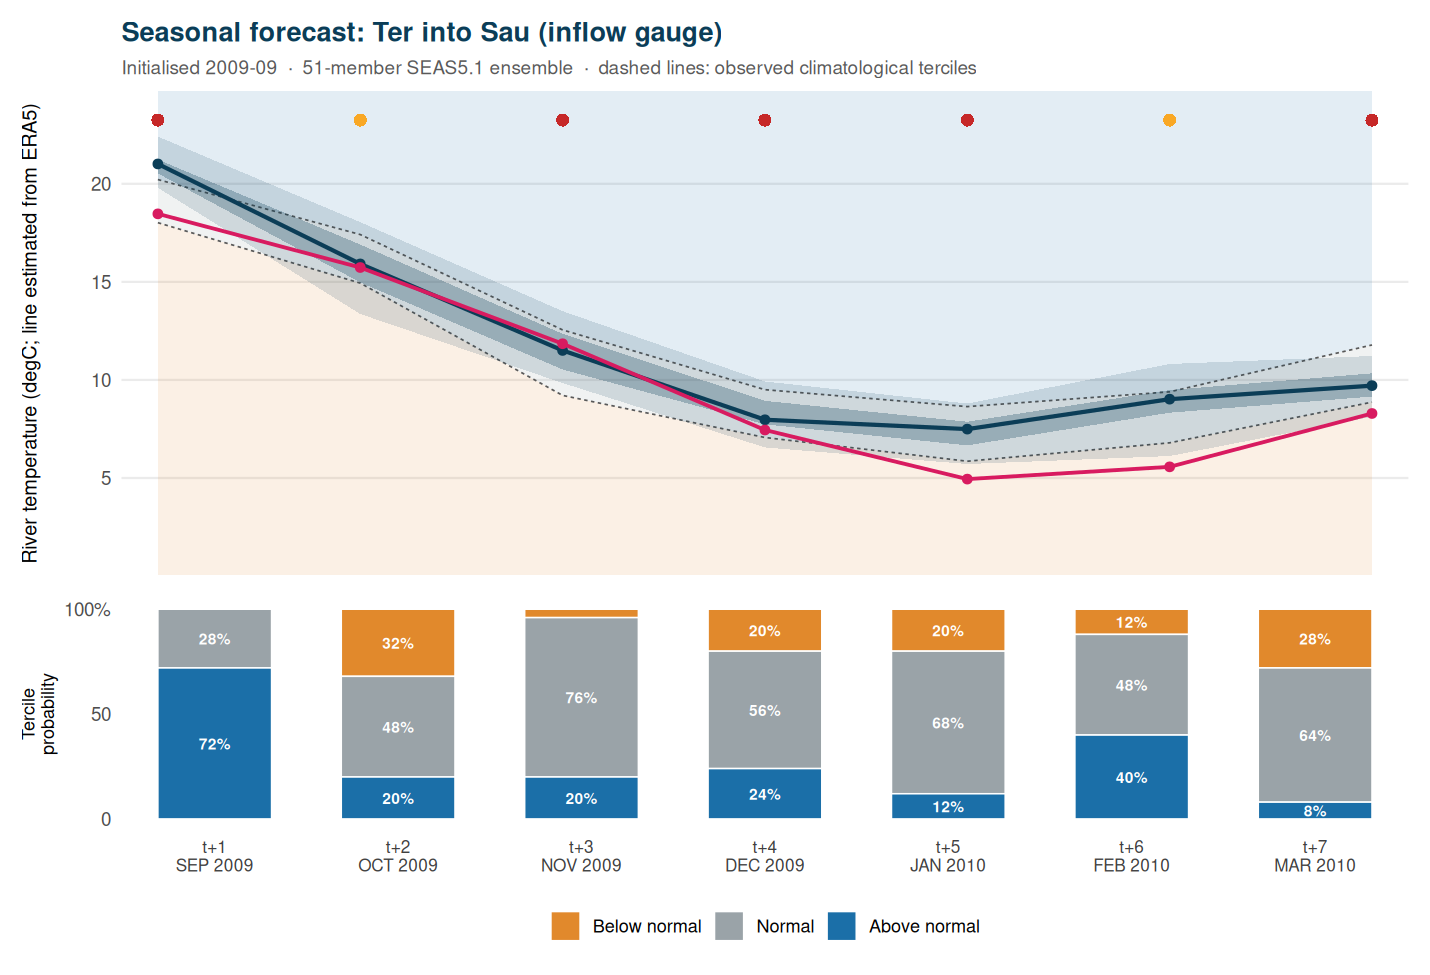 Seasonal forecast: Ter into Sau (inflow gauge)
Initialised 2009-09 · 51-member SEAS5.1 ensemble · dashed lines: observed climatological terciles
River temperature (degC; line estimated from ERA5)
20
15
10
5
Tercile
probability
100%
50
0
28%
72%
32%
48%
20%
76%
20%
20%
56%
24%
20%
68%
12%
12%
48%
40%
28%
64%
8%
t+1
SEP 2009
t+2
OCT 2009
t+3
NOV 2009
t+4
DEC 2009
t+5
JAN 2010
t+6
FEB 2010
t+7
MAR 2010
Below normal
Normal
Above normal